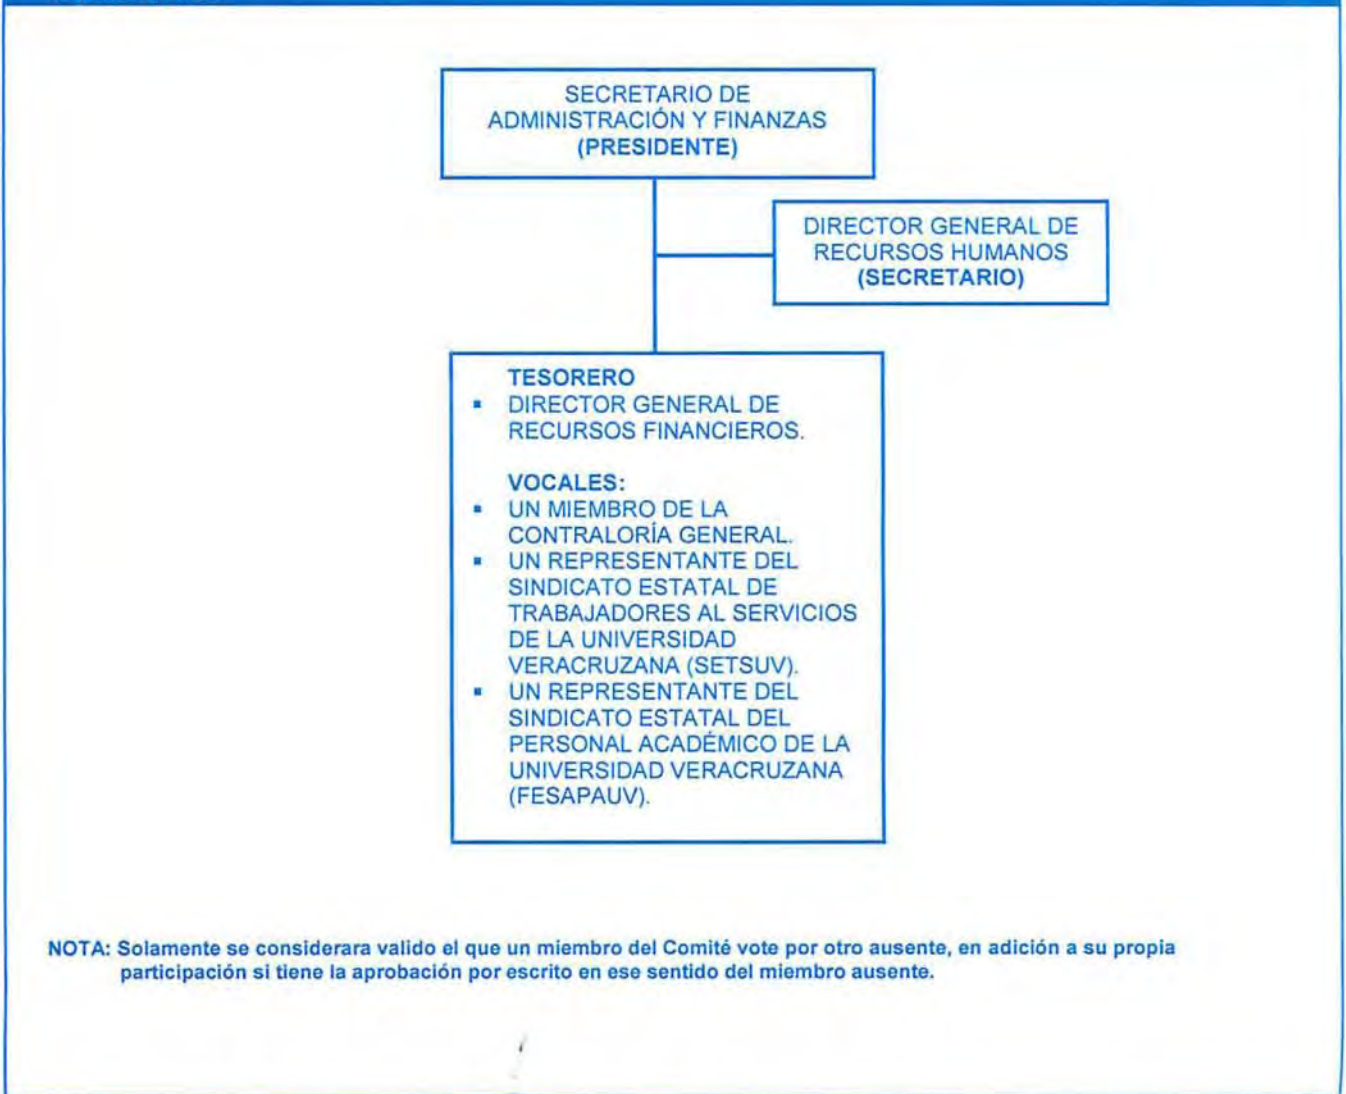 SECRETARIO DE
ADMINISTRACIÓN Y FINANZAS
(PRESIDENTE)
DIRECTOR GENERAL DE
RECURSOS HUMANOS
(SECRETARIO)
TESORERO
▪ DIRECTOR GENERAL DE
RECURSOS FINANCIEROS.
VOCALES:
▪ UN MIEMBRO DE LA
CONTRALORÍA GENERAL.
▪ UN REPRESENTANTE DEL
SINDICATO ESTATAL DE
TRABAJADORES AL SERVICIOS
DE LA UNIVERSIDAD
VERACRUZANA (SETSUV).
▪ UN REPRESENTANTE DEL
SINDICATO ESTATAL DEL
PERSONAL ACADÉMICO DE LA
UNIVERSIDAD VERACRUZANA
(FESAPAUV).
NOTA: Solamente se considerara valido el que un miembro del Comité vote por otro ausente, en adición a su propia
participación si tiene la aprobación por escrito en ese sentido del miembro ausente.